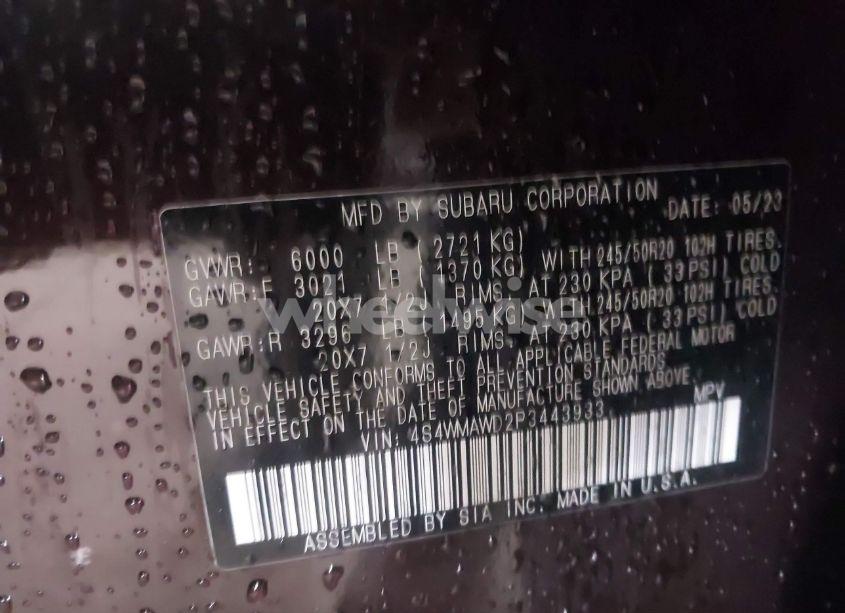 MFD BY SUBARU CORPORATION DATE: 05/23
GVWR: 6000 LB ( 2721 KG)
GAWR:F 3021 LB ( 1370 KG) WITH 245/50R20 102H TIRES.
20X7 1/2J RIMS. AT 230 KPA ( 33 PSI) COLD
GAWR:R 3296 LB ( 1495 KG) WITH 245/50R20 102H TIRES.
20X7 1/2J RIMS. AT 230 KPA ( 33 PSI) COLD
THIS VEHICLE CONFORMS TO ALL APPLICABLE FEDERAL MOTOR
VEHICLE SAFETY AND THEFT PREVENTION STANDARDS
IN EFFECT ON THE DATE OF MANUFACTURE SHOWN ABOVE.
VIN: 4S4WMAWD2P3443933 MPV
ASSEMBLED BY SIA INC. MADE IN U.S.A.
wheelwise